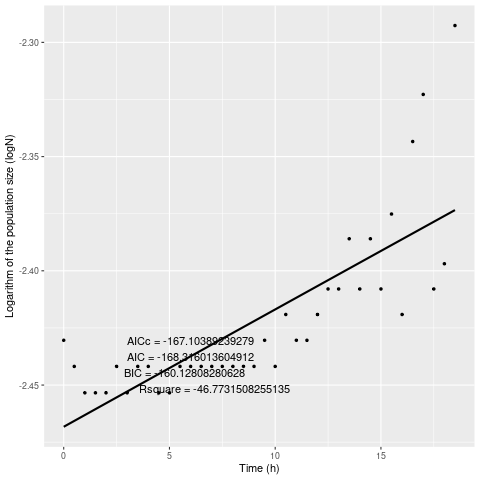 -2.30
-2.35
-2.40
-2.45
Logarithm of the population size (logN)
AICc = -167.10389239279
AIC = -168.316013604912
BIC = -160.12808280628
Rsquare = -46.7731508255135
0
5
10
15
Time (h)